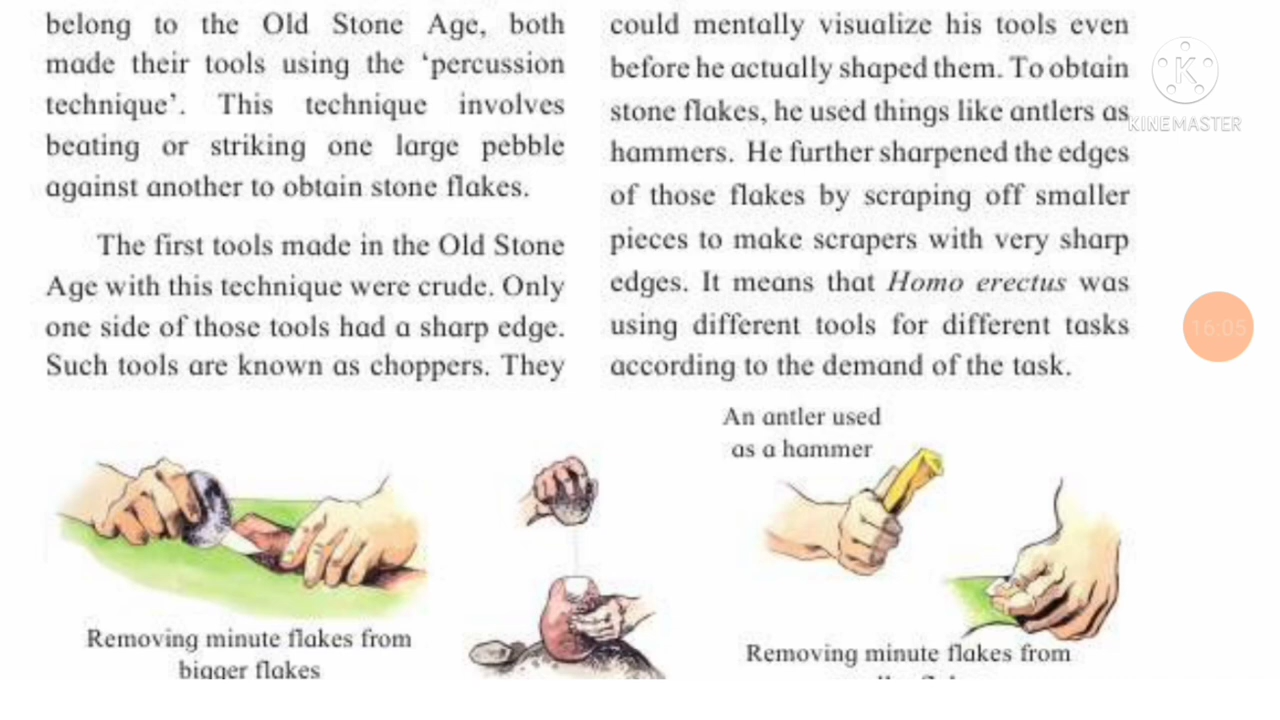 belong to the Old Stone Age, both
made their tools using the ‘percussion
technique’. This technique involves
beating or striking one large pebble
against another to obtain stone flakes.
The first tools made in the Old Stone
Age with this technique were crude. Only
one side of those tools had a sharp edge.
Such tools are known as choppers. They
could mentally visualize his tools even
before he actually shaped them. To obtain
stone flakes, he used things like antlers as
hammers. He further sharpened the edges
of those flakes by scraping off smaller
pieces to make scrapers with very sharp
edges. It means that Homo erectus was
using different tools for different tasks
according to the demand of the task.
K
KINEMASTER
16:05
An antler used
as a hammer
Removing minute flakes from
bigger flakes
Removing minute flakes from